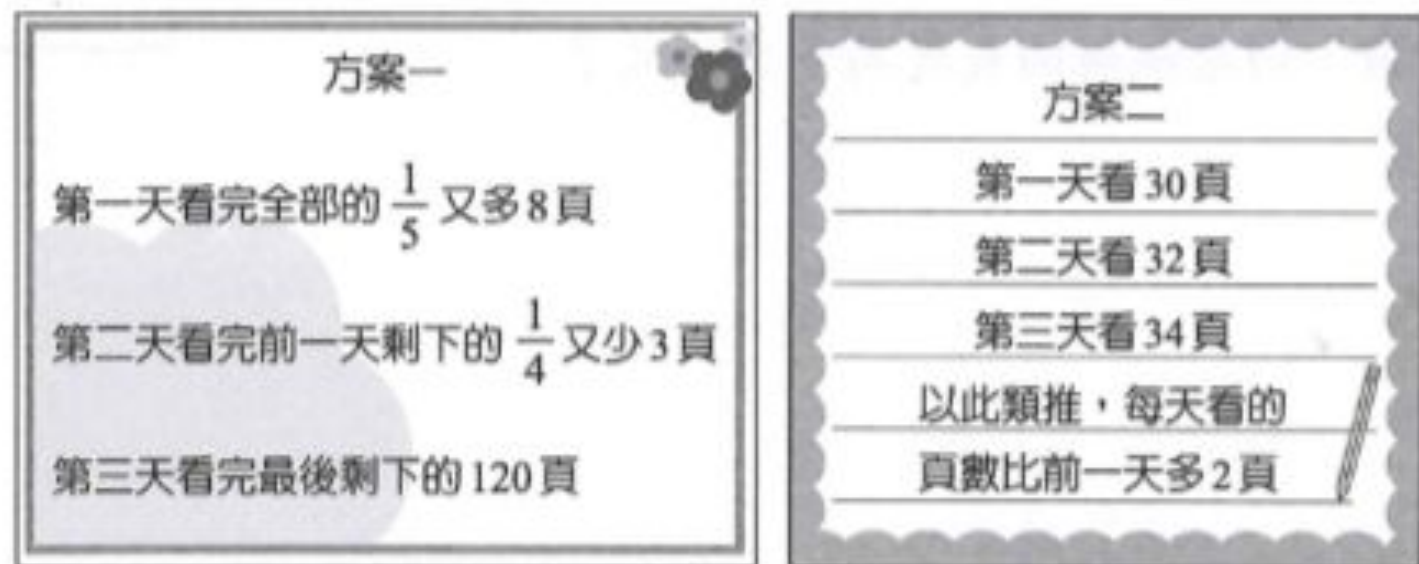 方案一
第一天看完全部的 1/5 又多 8 頁
第二天看完前一天剩下的 1/4 又少 3 頁
第三天看完最後剩下的 120 頁
方案二
第一天看 30 頁
第二天看 32 頁
第三天看 34 頁
以此類推，每天看的
頁數比前一天多 2 頁